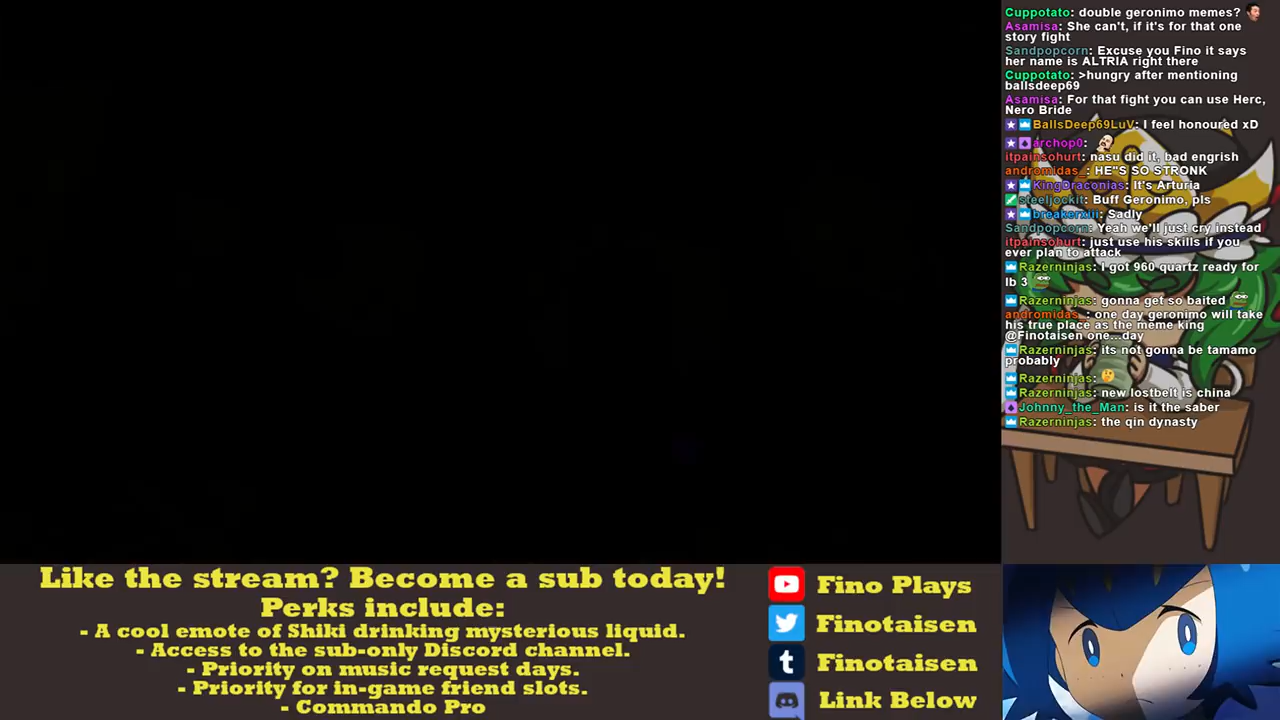 Cuppotato: double geronimo memes?
Asamisa: She can't, if it's for that one
story fight
Sandpopcorn: Excuse you Fino it says
her name is ALTRIA right there
Cuppotato: >hungry after mentioning
ballsdeep69
Asamisa: For that fight you can use Herc,
Nero Bride
BallsDeep69LuV: I feel honoured xD
archop0:
itpainsohurt: nasu did it, bad engrish
andromidas_: HE"S SO STRONK
KingDraconias: It's Arturia
steeljockit: Buff Geronimo, pls
breakerxiii: Sadly
Sandpopcorn: Yeah we'll just cry instead
itpainsohurt: just use his skills if you
ever plan to attack
Razerninjas: I got 960 quartz ready for
lb 3
Razerninjas: gonna get so baited
andromidas_: one day geronimo will take
his true place as the meme king
@Finotaisen one...day
Razerninjas: its not gonna be tamamo
probably
Razerninjas:
Razerninjas: new lostbelt is china
Johnny_the_Man: is it the saber
Razerninjas: the qin dynasty
Like the stream? Become a sub today!
Perks include:
- A cool emote of Shiki drinking mysterious liquid.
- Access to the sub-only Discord channel.
- Priority on music request days.
- Priority for in-game friend slots.
- Commando Pro
Fino Plays
Finotaisen
Finotaisen
Link Below